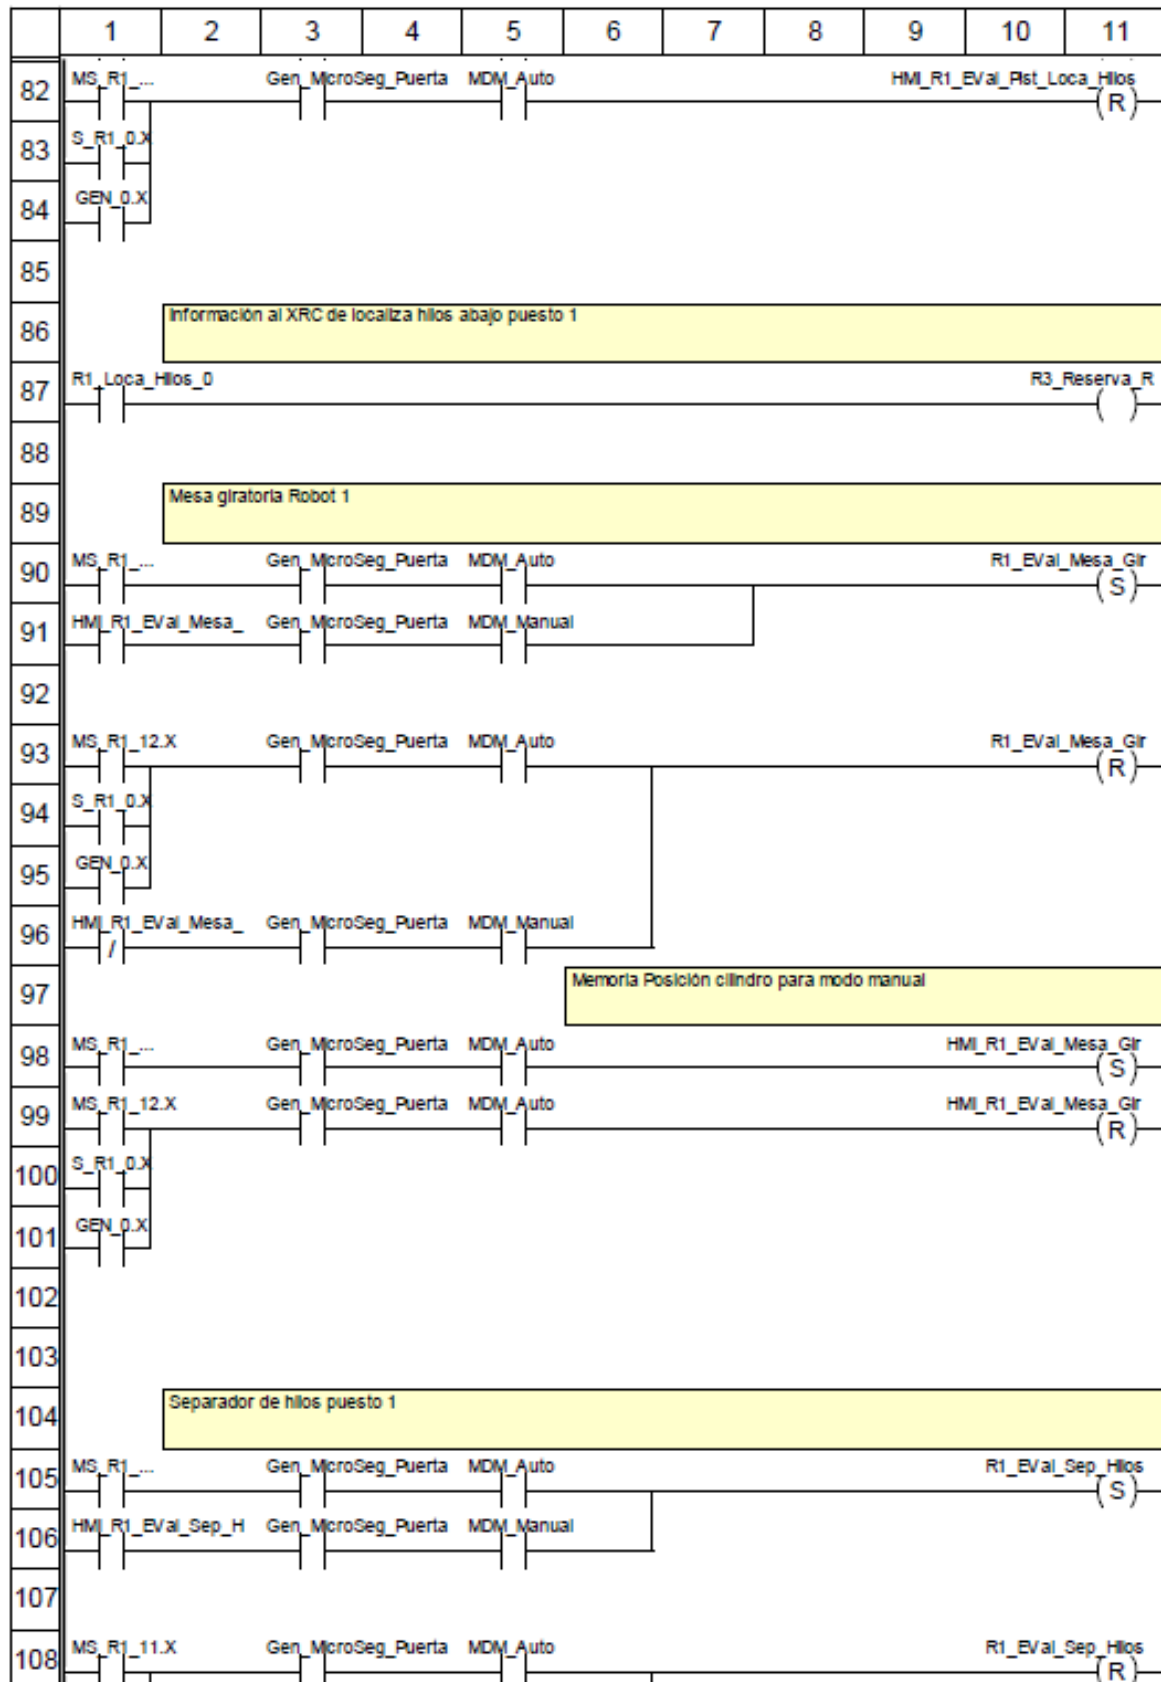 1 2 3 4 5 6 7 8 9 10 11
82 MS_R1_... Gen_MicroSeg_Puerta MDM_Auto HMI_R1_EVal_Pist_Loca_Hilos
R
83 S_R1_0.X
84 GEN_0.X
85
86 Información al XRC de localiza hilos abajo puesto 1
87 R1_Loca_Hilos_0 R3_Reserva_R
88
89 Mesa giratoria Robot 1
90 MS_R1_... Gen_MicroSeg_Puerta MDM_Auto R1_EVal_Mesa_Gir
S
91 HMI_R1_EVal_Mesa_ Gen_MicroSeg_Puerta MDM_Manual
92
93 MS_R1_12.X Gen_MicroSeg_Puerta MDM_Auto R1_EVal_Mesa_Gir
R
94 S_R1_0.X
95 GEN_0.X
96 HMI_R1_EVal_Mesa_ Gen_MicroSeg_Puerta MDM_Manual
/
97 Memoria Posición cilindro para modo manual
98 MS_R1_... Gen_MicroSeg_Puerta MDM_Auto HMI_R1_EVal_Mesa_Gir
S
99 MS_R1_12.X Gen_MicroSeg_Puerta MDM_Auto HMI_R1_EVal_Mesa_Gir
R
100 S_R1_0.X
101 GEN_0.X
102
103
104 Separador de hilos puesto 1
105 MS_R1_... Gen_MicroSeg_Puerta MDM_Auto R1_EVal_Sep_Hilos
S
106 HMI_R1_EVal_Sep_H Gen_MicroSeg_Puerta MDM_Manual
107
108 MS_R1_11.X Gen_MicroSeg_Puerta MDM_Auto R1_EVal_Sep_Hilos
R